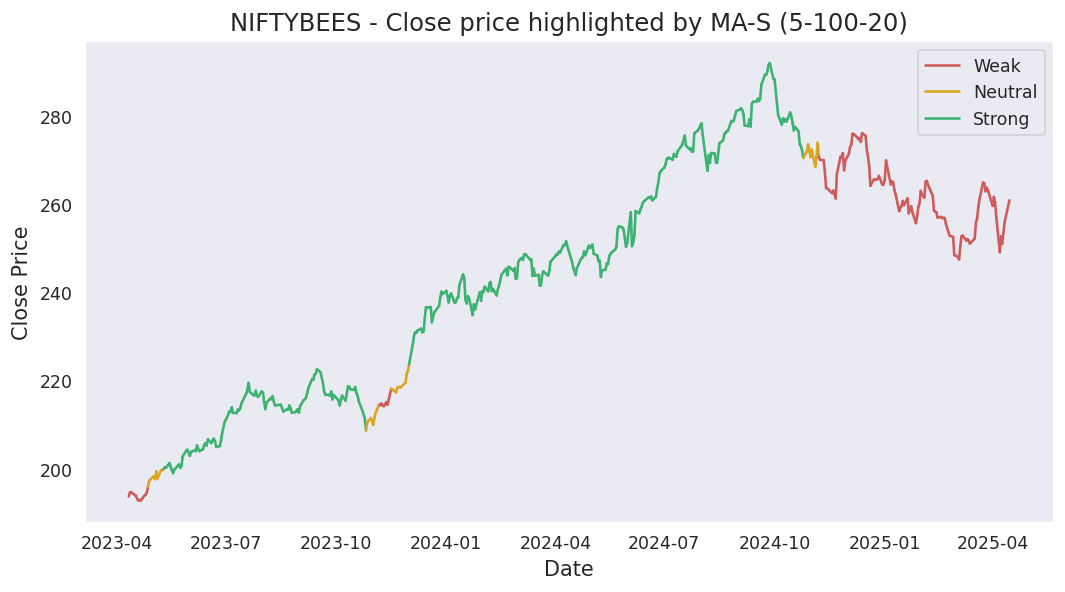 NIFTYBEES - Close price highlighted by MA-S (5-100-20)
Weak
Neutral
Strong
Close Price
280
260
240
220
200
2023-04 2023-07 2023-10 2024-01 2024-04 2024-07 2024-10 2025-01 2025-04
Date